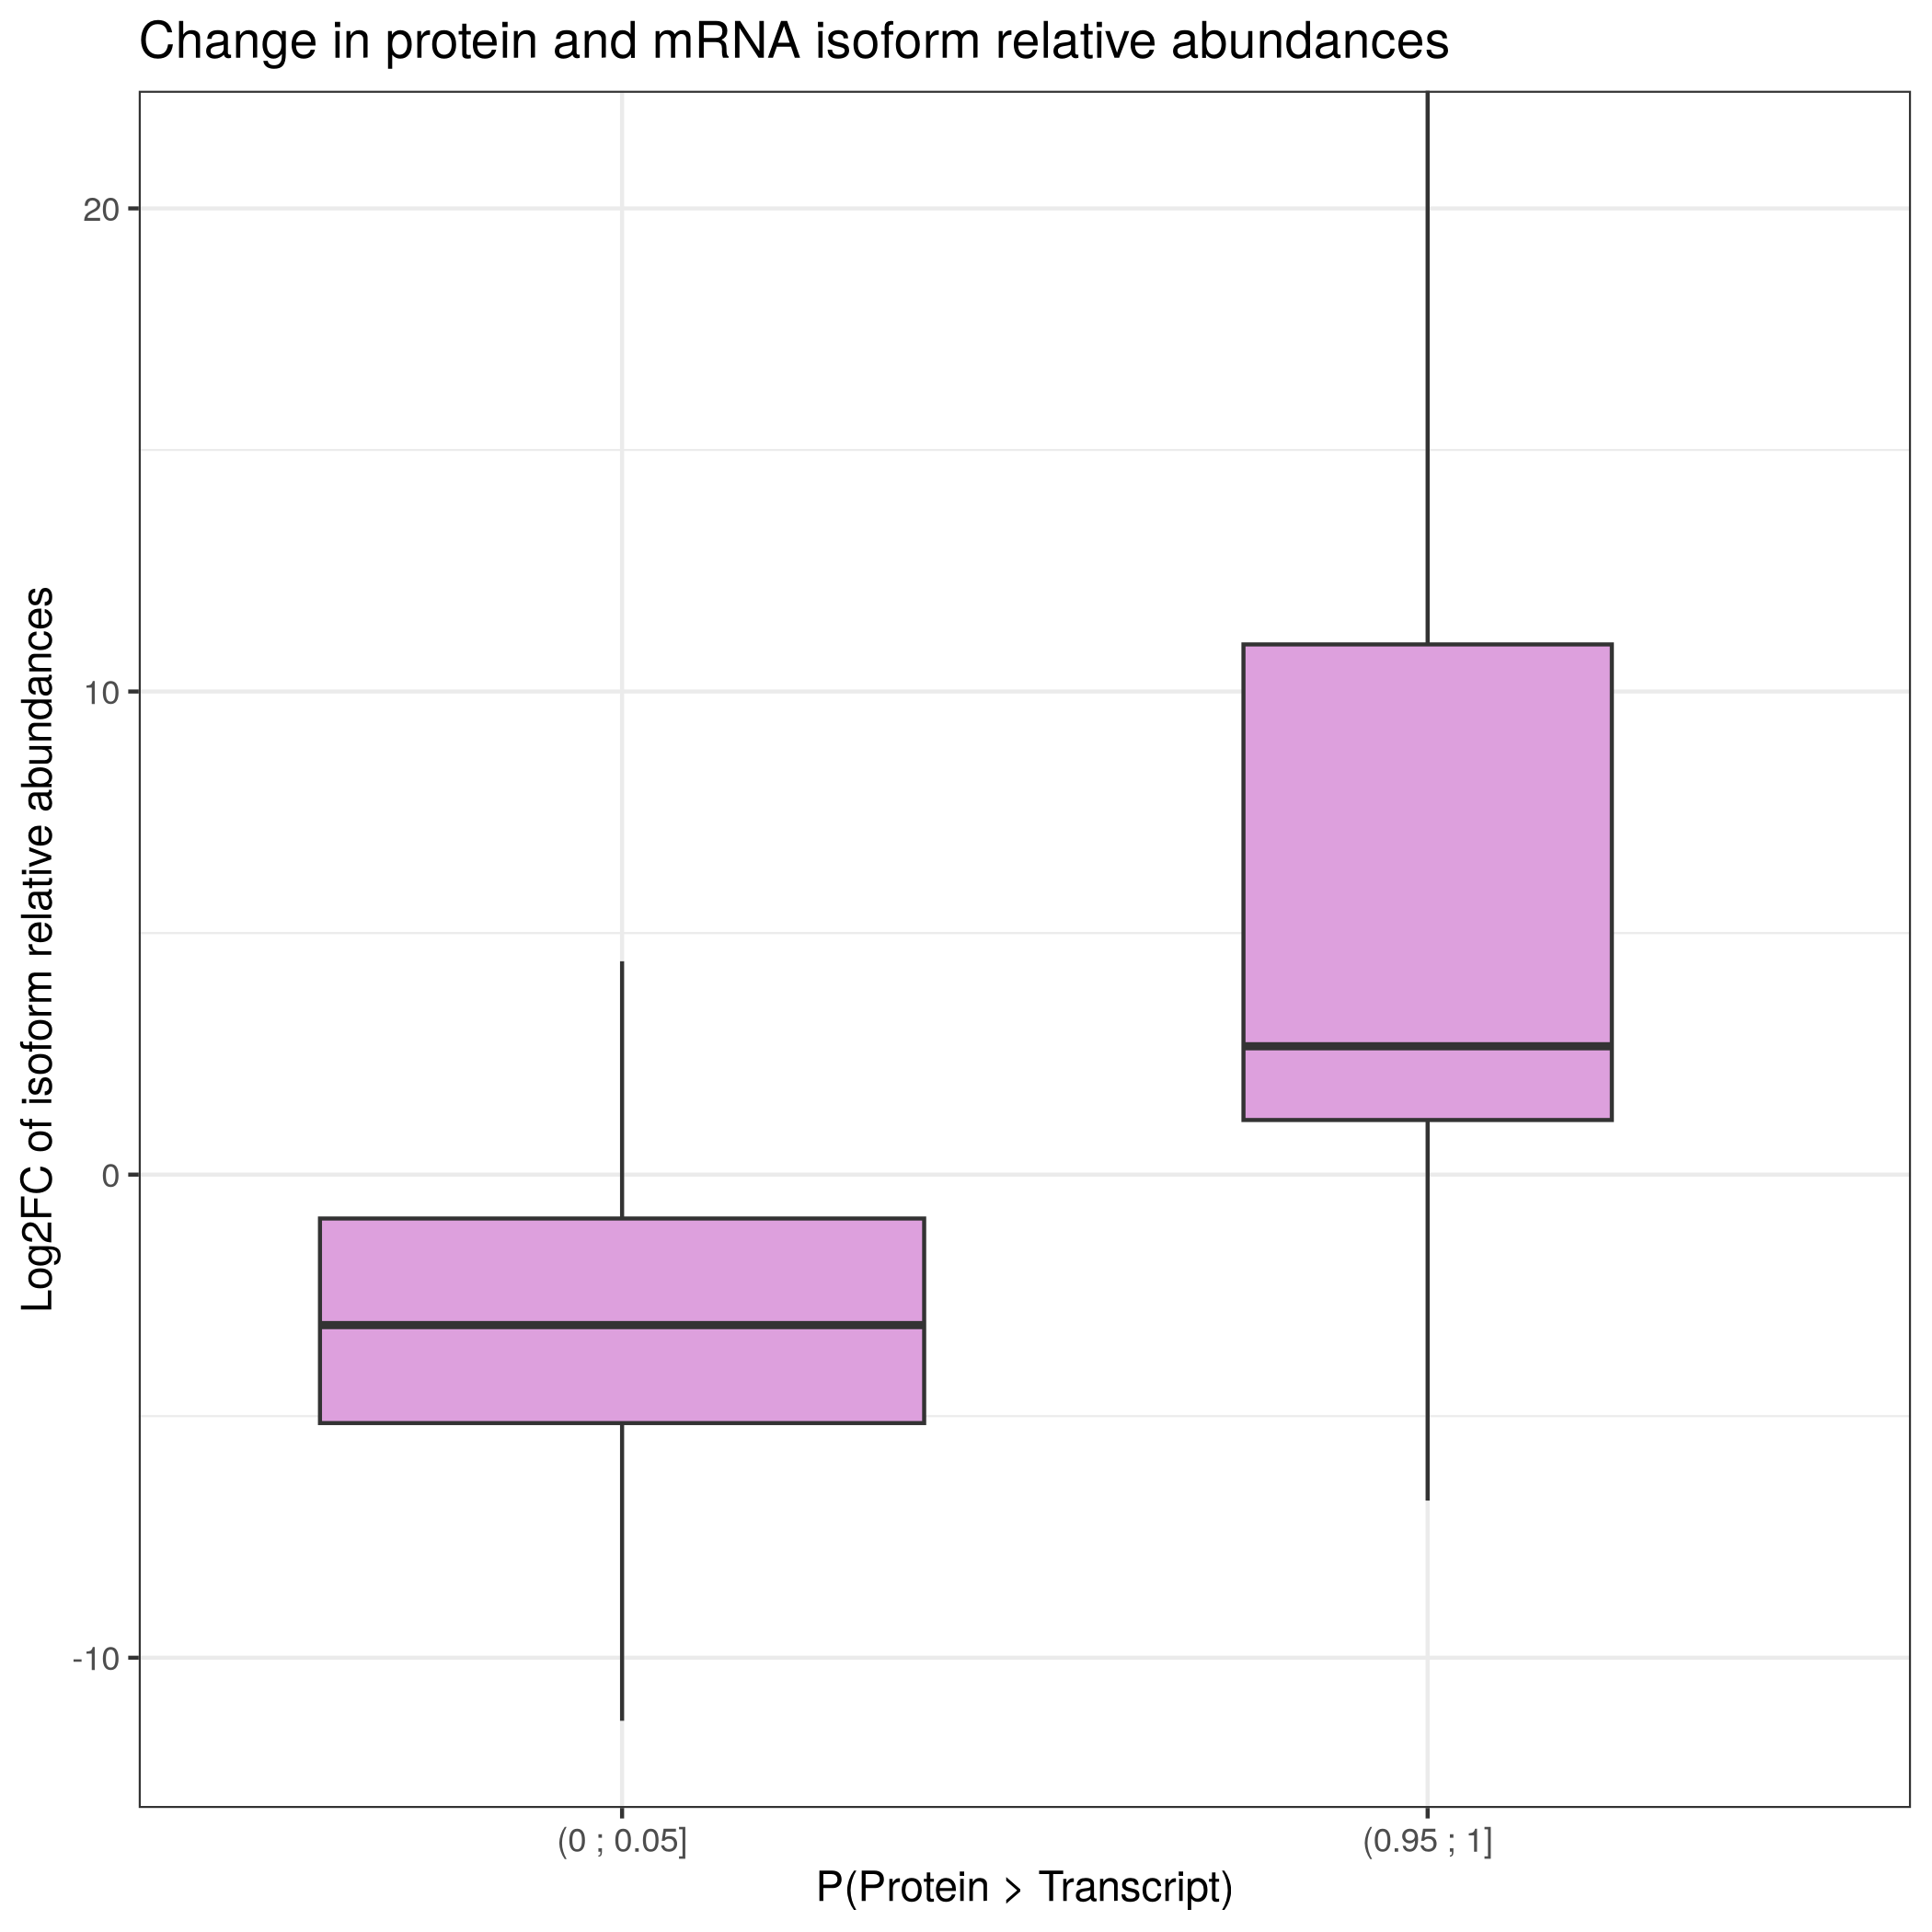 Change in protein and mRNA isoform relative abundances
Log2FC of isoform relative abundances
20
10
0
-10
(0 ; 0.05]
(0.95 ; 1]
P(Protein > Transcript)